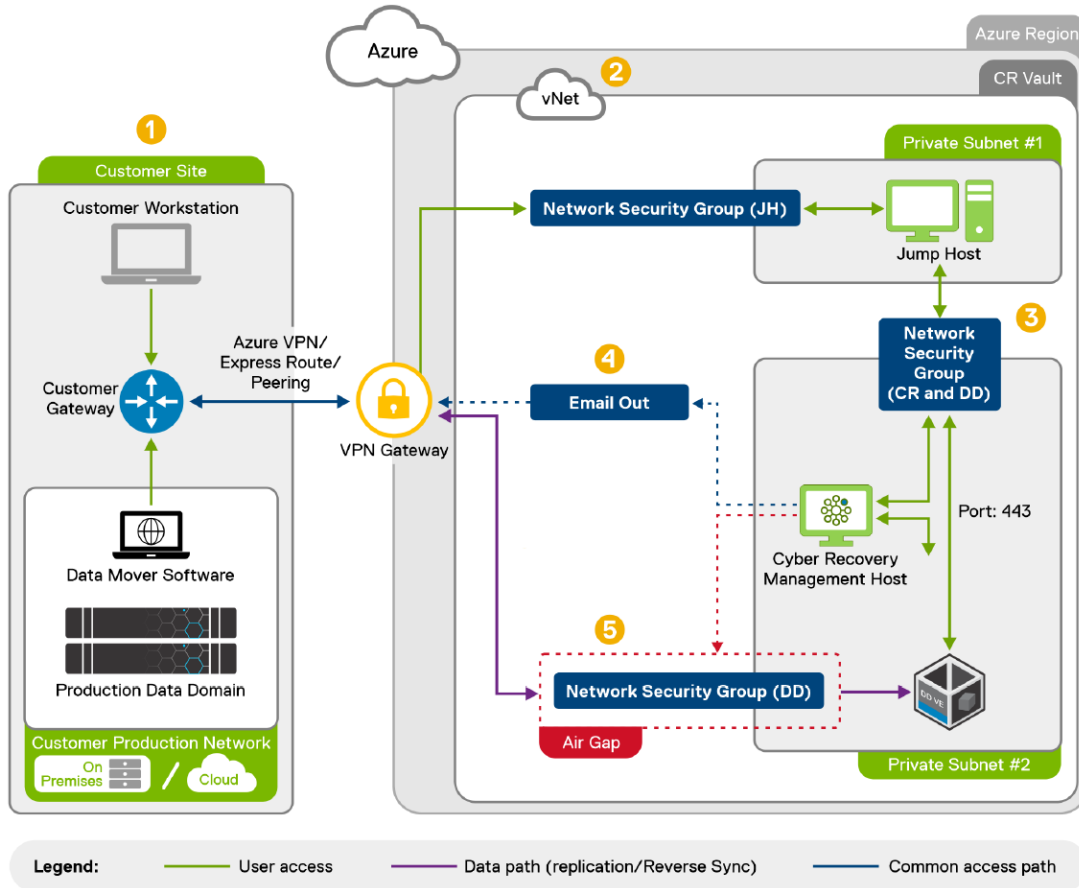 Azure
Azure Region
CR Vault
vNet
2
1
Customer Site
Customer Workstation
Private Subnet #1
Network Security Group (JH)
Jump Host
Azure VPN/
Express Route/
Peering
Customer
Gateway
VPN Gateway
4
Email Out
3
Network
Security
Group
(CR and DD)
Port: 443
Cyber Recovery
Management Host
Data Mover Software
Production Data Domain
5
Network Security Group (DD)
Air Gap
DD VE
Private Subnet #2
Customer Production Network
On
Premises
/
Cloud
Legend:
User access
Data path (replication/Reverse Sync)
Common access path